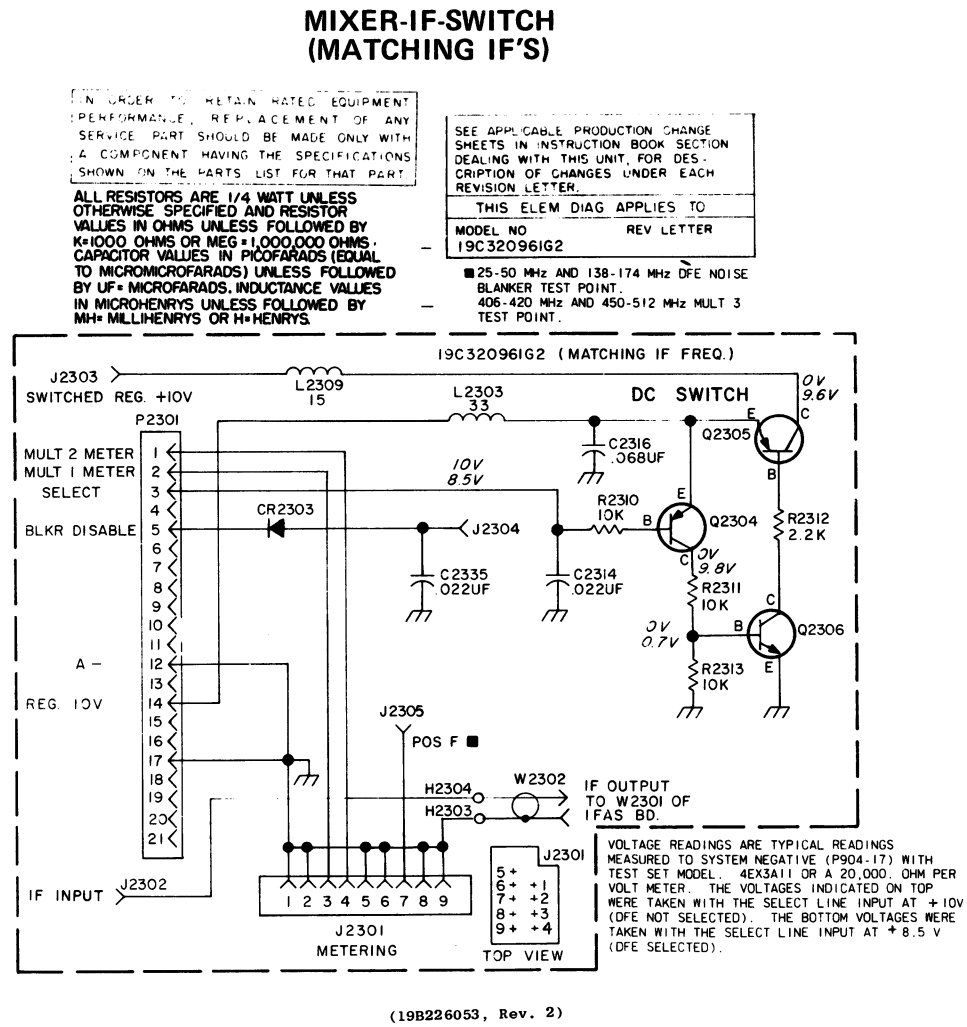 MIXER-IF-SWITCH
(MATCHING IF'S)
IN ORDER TO RETAIN RATED EQUIPMENT
PERFORMANCE, REPLACEMENT OF ANY
SERVICE PART SHOULD BE MADE ONLY WITH
A COMPONENT HAVING THE SPECIFICATIONS
SHOWN ON THE PARTS LIST FOR THAT PART.
ALL RESISTORS ARE 1/4 WATT UNLESS
OTHERWISE SPECIFIED AND RESISTOR
VALUES IN OHMS UNLESS FOLLOWED BY
K=1000 OHMS OR MEG = 1,000,000 OHMS.
CAPACITOR VALUES IN PICOFARADS (EQUAL
TO MICROMICROFARADS) UNLESS FOLLOWED
BY UF= MICROFARADS. INDUCTANCE VALUES
IN MICROHENRYS UNLESS FOLLOWED BY
MH= MILLIHENRYS OR H=HENRYS.
SEE APPLICABLE PRODUCTION CHANGE
SHEETS IN INSTRUCTION BOOK SECTION
DEALING WITH THIS UNIT, FOR DES-
CRIPTION OF CHANGES UNDER EACH
REVISION LETTER.
THIS ELEM DIAG APPLIES TO
MODEL NO REV LETTER
19C320961G2
■ 25-50 MHz AND 138-174 MHz DFE NOISE
BLANKER TEST POINT.
406-420 MHz AND 450-512 MHz MULT 3
TEST POINT.
19C320961G2 (MATCHING IF FREQ.)
J2303
SWITCHED REG. +10V
L2309
15
L2303
33
DC SWITCH
0V
9.6V
E
C
Q2305
B
P2301
MULT 2 METER 1
MULT 1 METER 2
SELECT 3
4
BLKR DISABLE 5
6
7
8
9
10
11
A - 12
13
REG. 10V 14
15
16
17
18
19
20
21
C2316
.068UF
10V
8.5V
CR2303
J2304
R2310
10K
E
B
Q2304
C
0V
9.8V
R2312
2.2K
C2335
.022UF
C2314
.022UF
R2311
10K
0V
0.7V
C
B
Q2306
E
R2313
10K
J2305
POS F ■
H2304
H2303
W2302
IF OUTPUT
TO W2301 OF
IFAS BD.
IF INPUT
J2302
1 2 3 4 5 6 7 8 9
J2301
METERING
J2301
5 +
6 + + 1
7 + + 2
8 + + 3
9 + + 4
TOP VIEW
VOLTAGE READINGS ARE TYPICAL READINGS
MEASURED TO SYSTEM NEGATIVE (P904-17) WITH
TEST SET MODEL. 4EX3A11 OR A 20,000. OHM PER
VOLT METER. THE VOLTAGES INDICATED ON TOP
WERE TAKEN WITH THE SELECT LINE INPUT AT +10V
(DFE NOT SELECTED). THE BOTTOM VOLTAGES WERE
TAKEN WITH THE SELECT LINE INPUT AT +8.5 V
(DFE SELECTED).
(19B226053, Rev. 2)